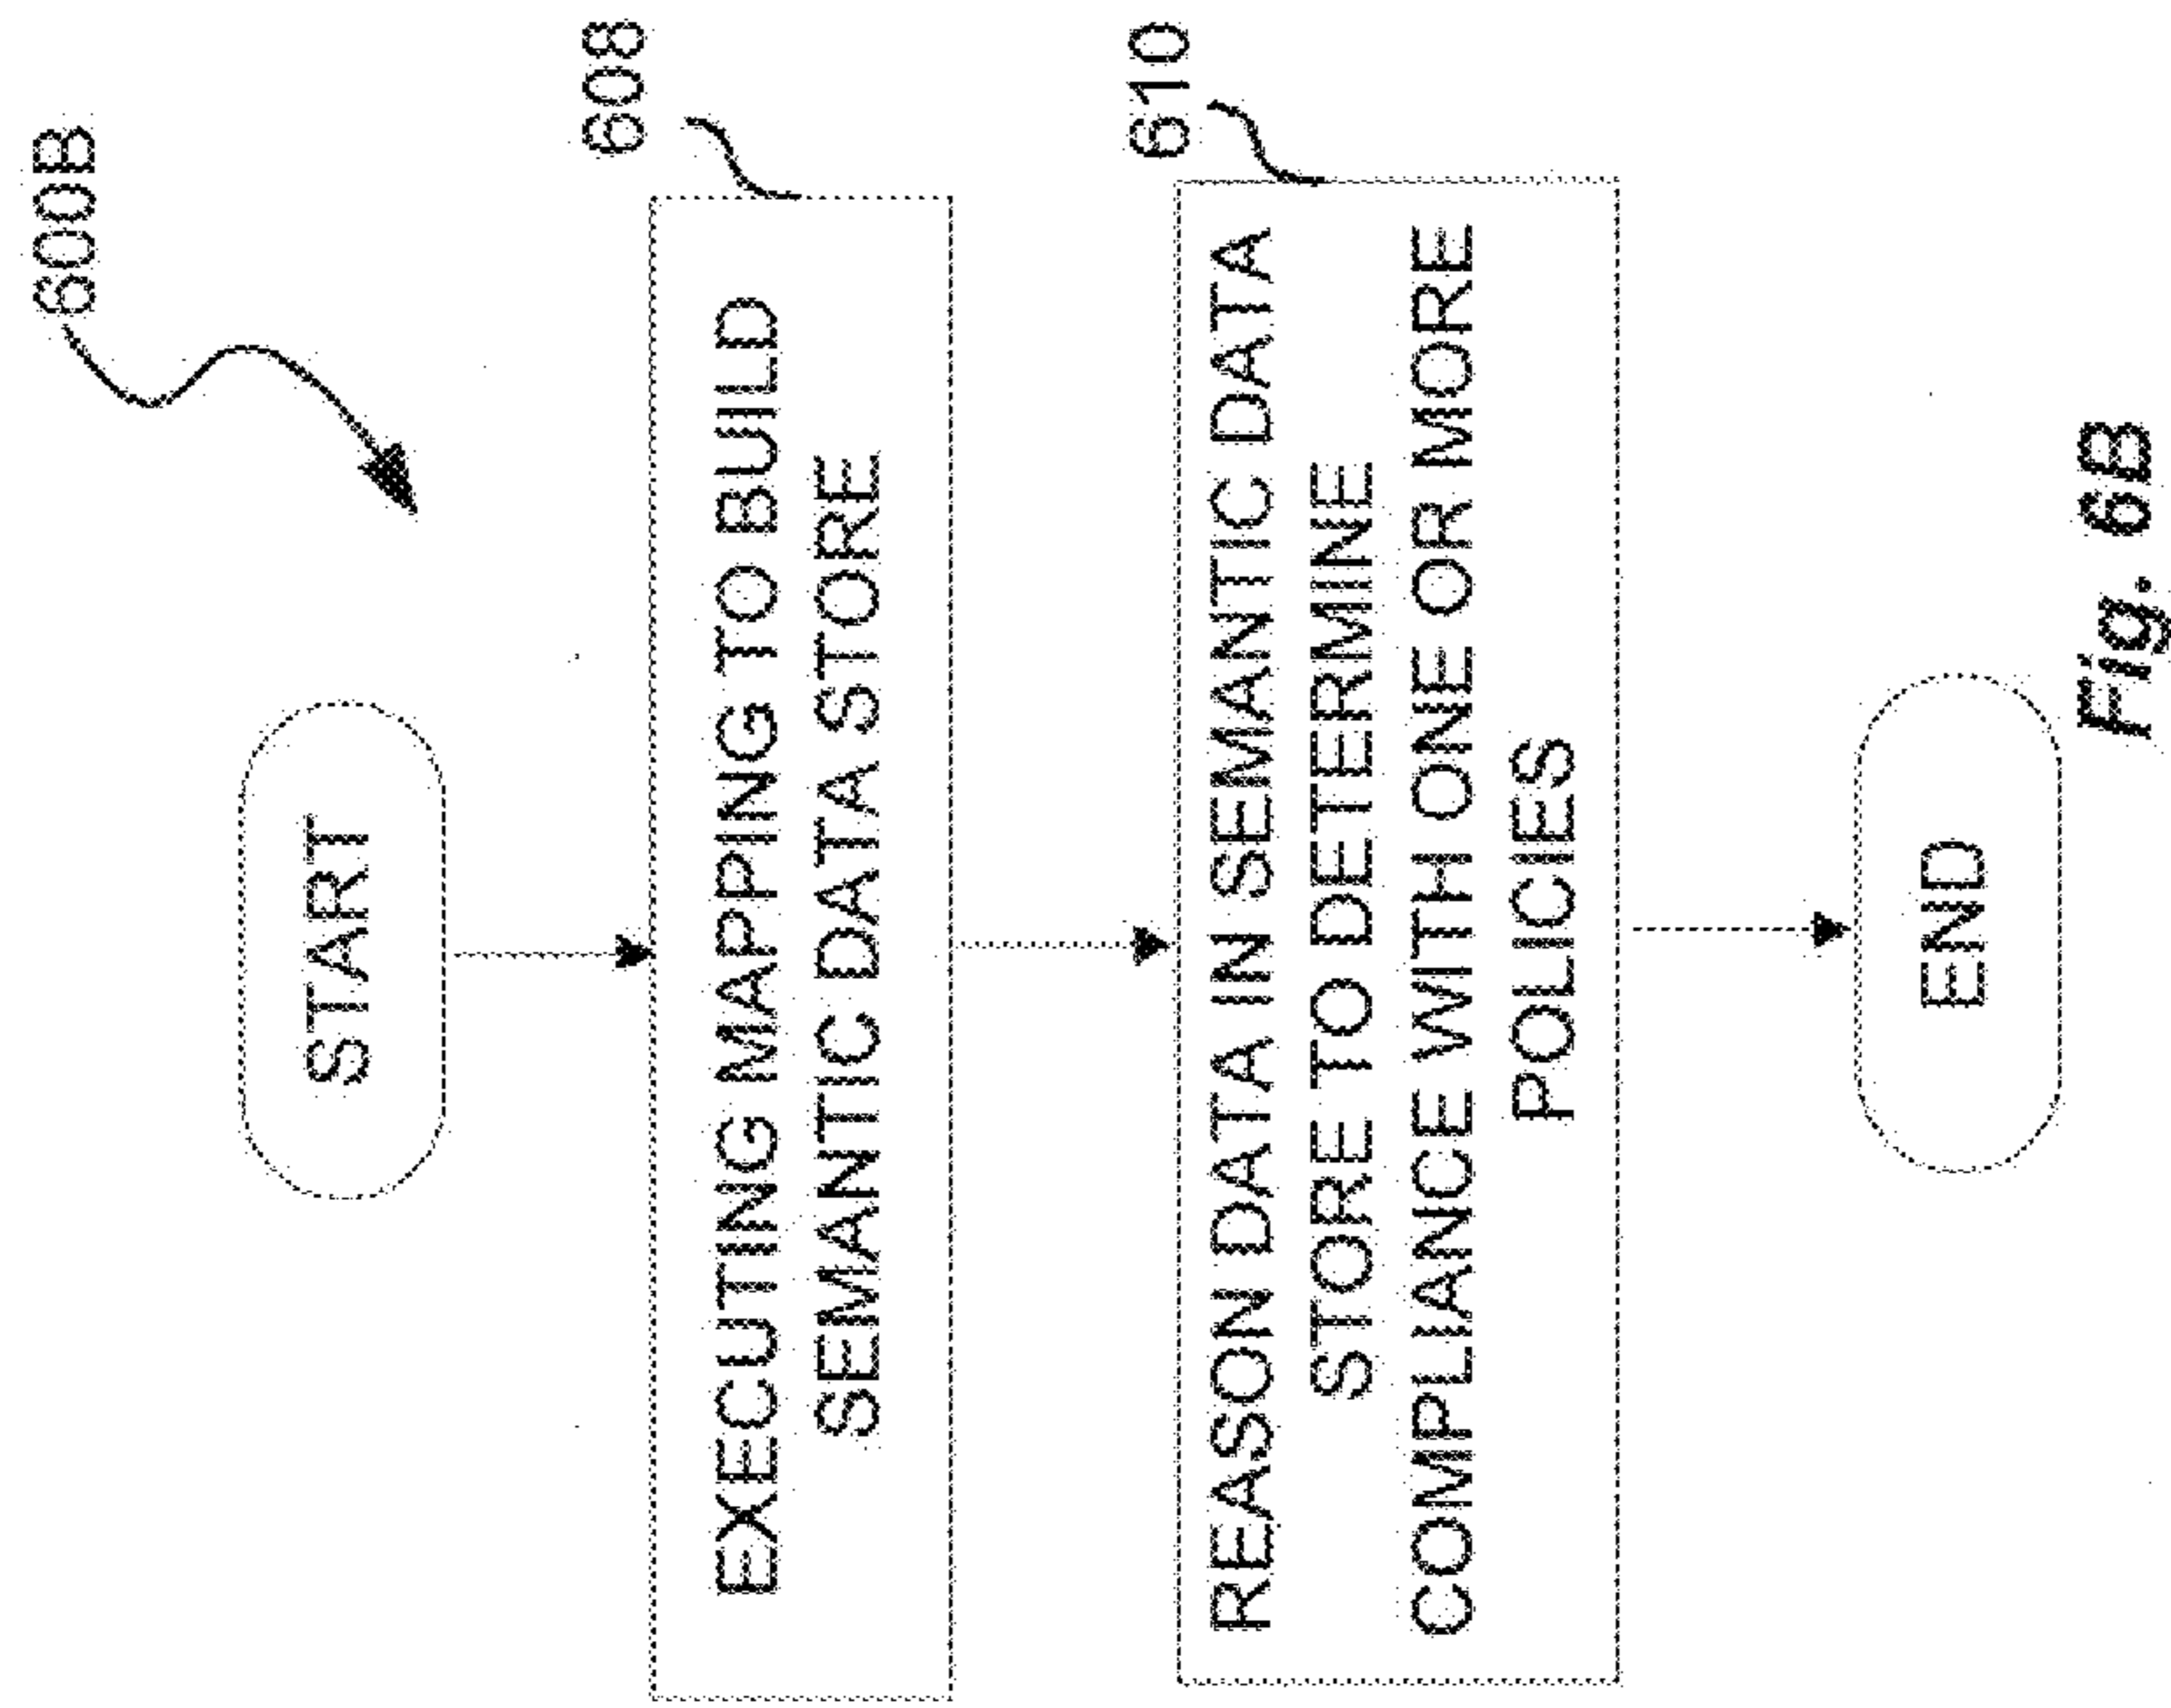 600B
START
608
EXECUTING MAPPING TO BUILD
SEMANTIC DATA STORE
610
REASON DATA IN SEMANTIC DATA
STORE TO DETERMINE
COMPLIANCE WITH ONE OR MORE
POLICIES
END
Fig. 6B